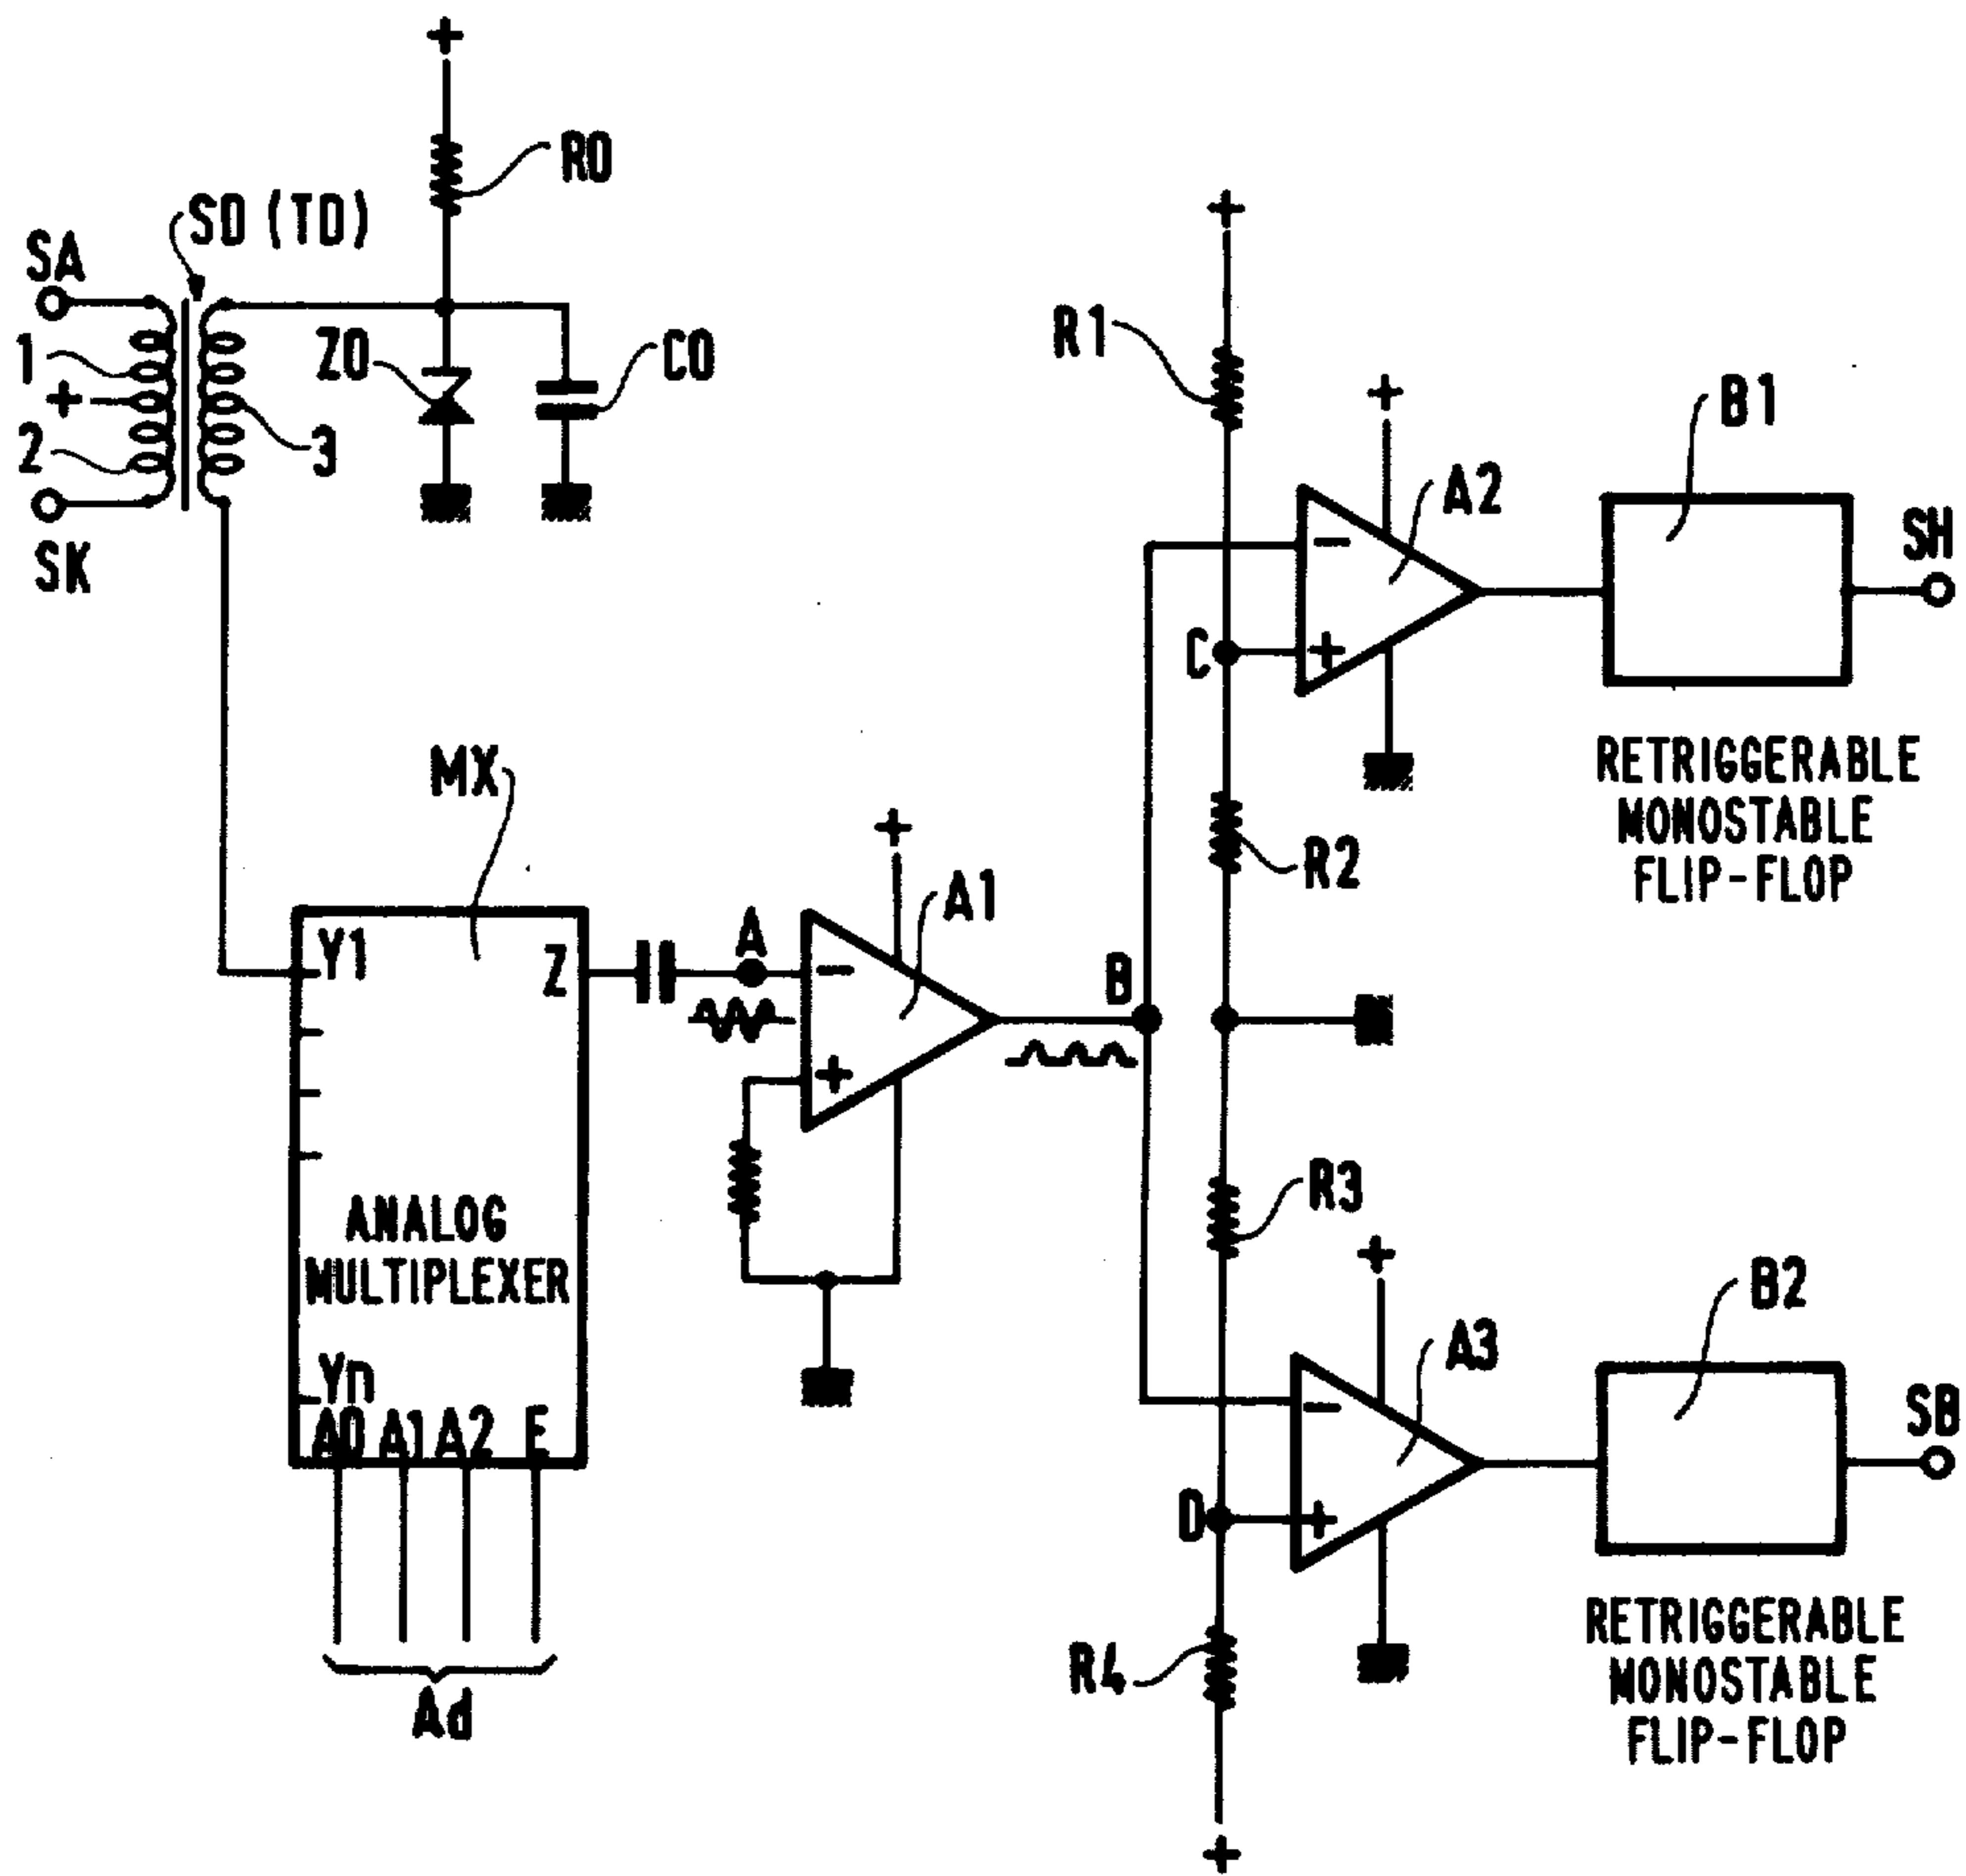 +
R0
SD (TD)
SA
1
+
2
SK
Z0
C0
3
+
R1
+
B1
A2
SH
-
C
+
RETRIGGERABLE
MONOSTABLE
FLIP-FLOP
MX
+
R2
A1
Y1
Z
A
-
B
+
R3
ANALOG
MULTIPLEXER
+
B2
A3
Yn
-
SB
A0 A1 A2 E
D
+
RETRIGGERABLE
MONOSTABLE
FLIP-FLOP
R4
Ad
+